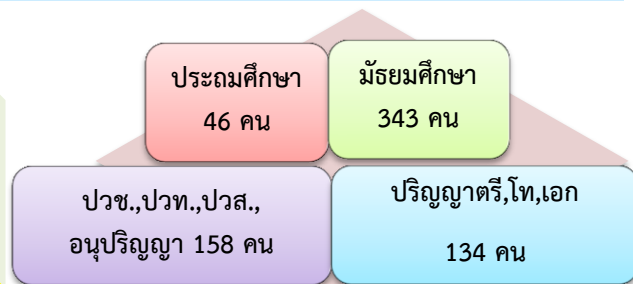 ประถมศึกษา
46 คน
มัธยมศึกษา
343 คน
ปวช.,ปวท.,ปวส.,
อนุปริญญา 158 คน
ปริญญาตรี,โท,เอก
134 คน